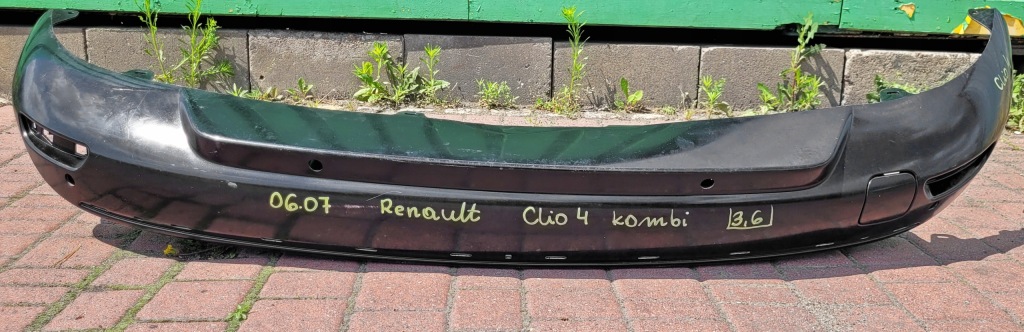 06.07 Renault Clio 4 kombi 3,6